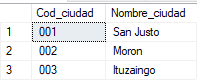 Cod_ciudad Nombre_ciudad
1 001 San Justo
2 002 Moron
3 003 Ituzaingo